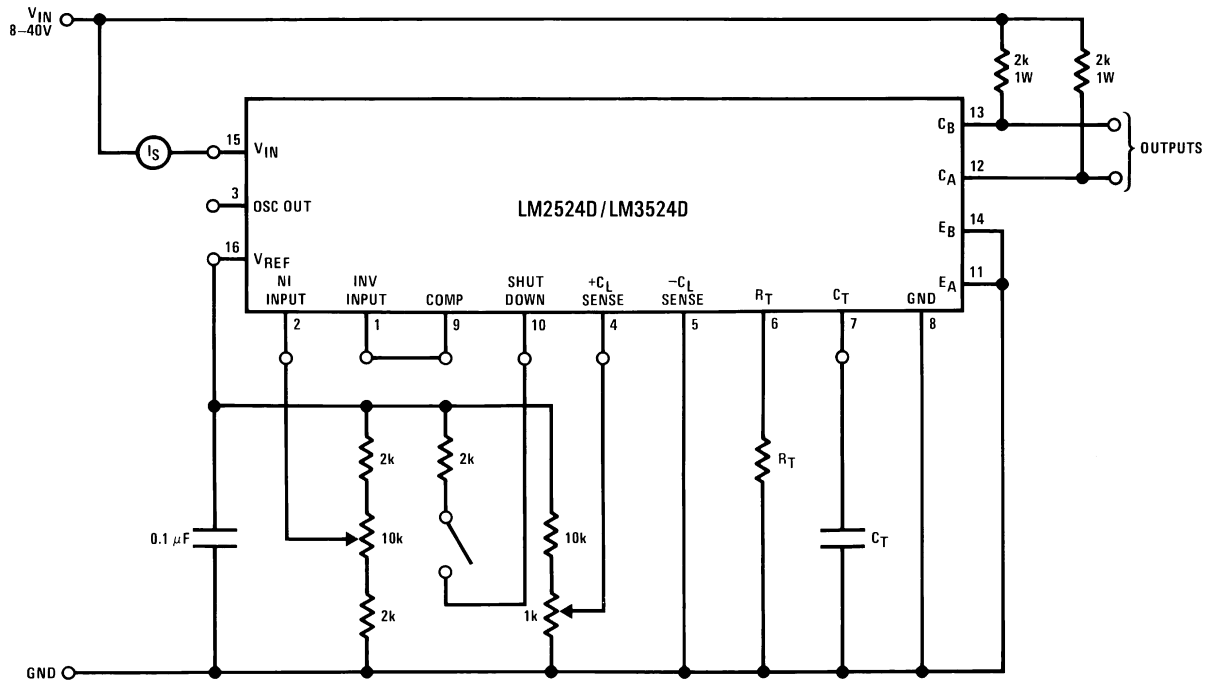 VIN
8–40V
2k
1W
2k
1W
13
CB
15
VIN
IS
OUTPUTS
12
CA
3
OSC OUT
LM2524D/LM3524D
14
EB
16
VREF
11
EA
NI
INPUT
INV
INPUT
COMP
SHUT
DOWN
+CL
SENSE
−CL
SENSE
RT
CT
GND
2
1
9
10
4
5
6
7
8
2k
2k
RT
0.1 μF
10k
10k
CT
2k
1k
GND